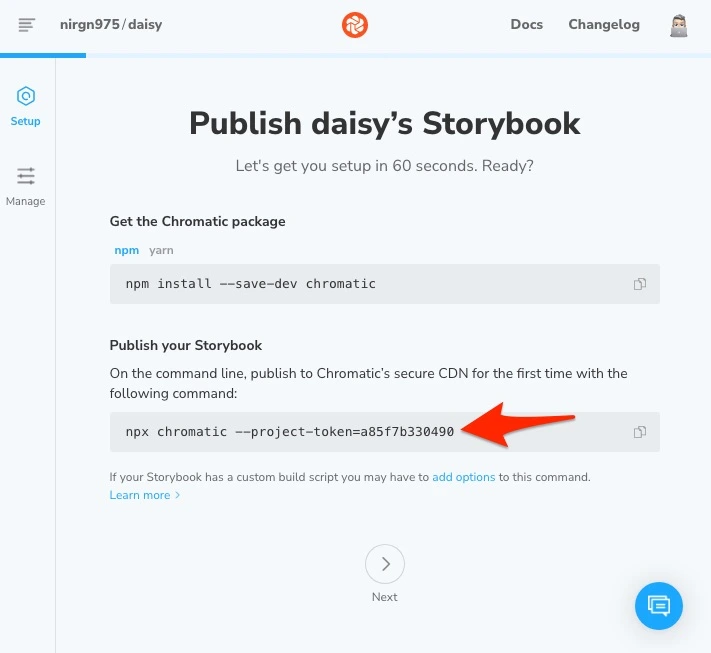 nirgn975/daisy
Docs
Changelog
Setup
Manage
Publish daisy’s Storybook
Let's get you setup in 60 seconds. Ready?
Get the Chromatic package
npm yarn
npm install --save-dev chromatic
Publish your Storybook
On the command line, publish to Chromatic’s secure CDN for the first time with the
following command:
npx chromatic --project-token=a85f7b330490
If your Storybook has a custom build script you may have to add options to this command.
Learn more
Next